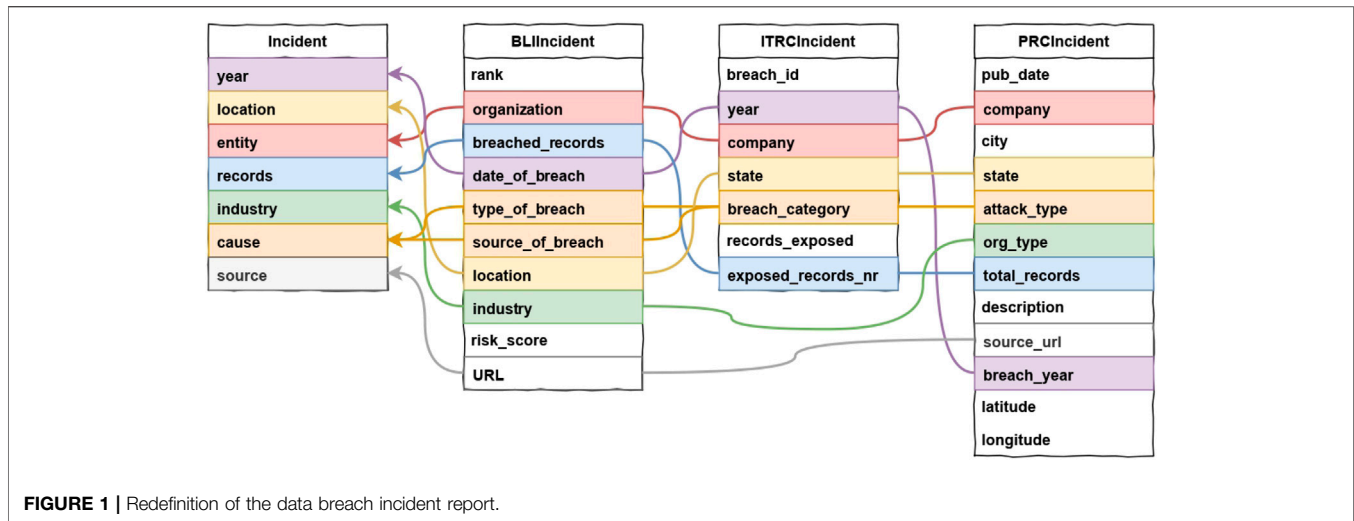 Incident
year
location
entity
records
industry
cause
source
BLIIncident
rank
organization
breached_records
date_of_breach
type_of_breach
source_of_breach
location
industry
risk_score
URL
ITRCIncident
breach_id
year
company
state
breach_category
records_exposed
exposed_records_nr
PRCIncident
pub_date
company
city
state
attack_type
org_type
total_records
description
source_url
breach_year
latitude
longitude
FIGURE 1 | Redefinition of the data breach incident report.